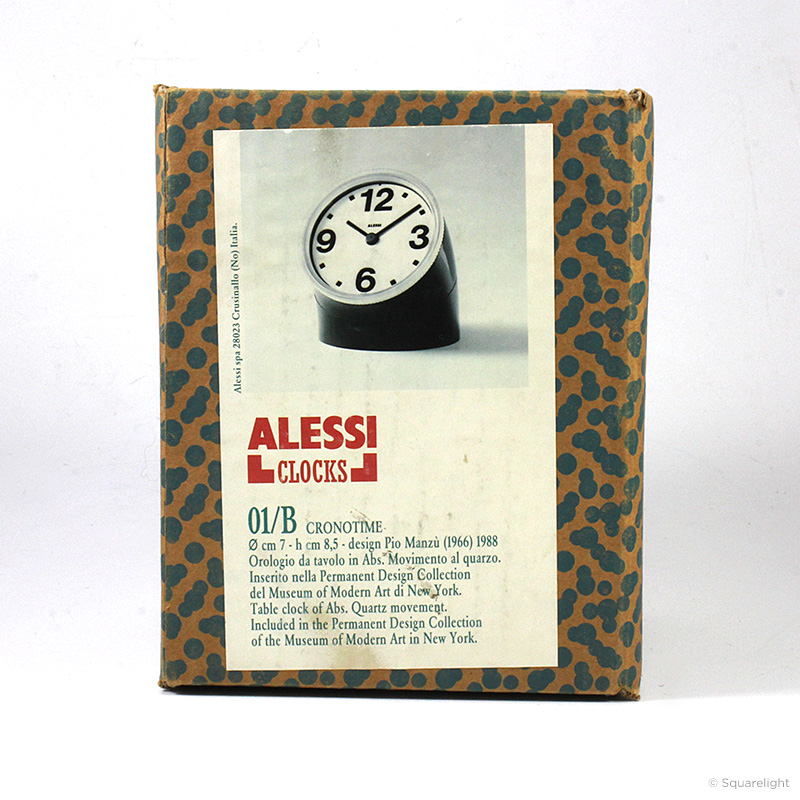 12
ALESSI
9
3
6
Alessi spa 28023 Crusinallo (No) Italia.
ALESSI
CLOCKS
01/B CRONOTIME
Ø cm 7 - h cm 8,5 - design Pio Manzù (1966) 1988
Orologio da tavolo in Abs. Movimento al quarzo.
Inserito nella Permanent Design Collection
del Museum of Modern Art di New York.
Table clock of Abs. Quartz movement.
Included in the Permanent Design Collection
of the Museum of Modern Art in New York.
© Squarelight